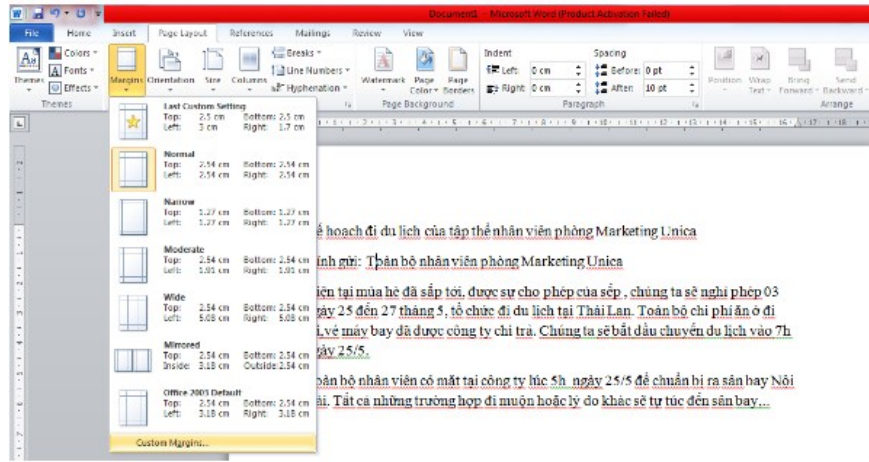 Document1 - Microsoft Word (Product Activation Failed)
File Home Insert Page Layout References Mailings Review View
Themes
Colors
Fonts
Effects
Themes
Margins Orientation Size Columns
Breaks
Line Numbers
Hyphenation
Watermark Page Color Page Borders
Page Background
Indent Spacing
Left: 0 cm Before: 0 pt
Right: 0 cm After: 10 pt
Paragraph
Position Wrap Text Bring Forward Send Backward
Arrange
Last Custom Setting
Top: 2.5 cm Bottom: 2.5 cm
Left: 3 cm Right: 1.7 cm
Normal
Top: 2.54 cm Bottom: 2.54 cm
Left: 2.54 cm Right: 2.54 cm
Narrow
Top: 1.27 cm Bottom: 1.27 cm
Left: 1.27 cm Right: 1.27 cm
Moderate
Top: 2.54 cm Bottom: 2.54 cm
Left: 1.91 cm Right: 1.91 cm
Wide
Top: 2.54 cm Bottom: 2.54 cm
Left: 5.08 cm Right: 5.08 cm
Mirrored
Top: 2.54 cm Bottom: 2.54 cm
Inside: 3.18 cm Outside: 2.54 cm
Office 2003 Default
Top: 2.54 cm Bottom: 2.54 cm
Left: 3.18 cm Right: 3.18 cm
Custom Margins...
hoạch đi du lịch của tập thể nhân viên phòng Marketing Unica
ính gửi: Toàn bộ nhân viên phòng Marketing Unica
iện tại mùa hè đã sắp tới, được sự cho phép của sếp , chúng ta sẽ nghỉ phép 03
gày 25 đến 27 tháng 5, tổ chức đi du lịch tại Thái Lan. Toàn bộ chi phí ăn ở đi
i,vé máy bay đã được công ty chi trả. Chúng ta sẽ bắt đầu chuyến du lịch vào 7h
gày 25/5.
oàn bộ nhân viên có mặt tại công ty lúc 5h ngày 25/5 để chuẩn bị ra sân bay Nội
ài. Tất cả những trường hợp đi muộn hoặc lý do khác sẽ tự túc đến sân bay,...